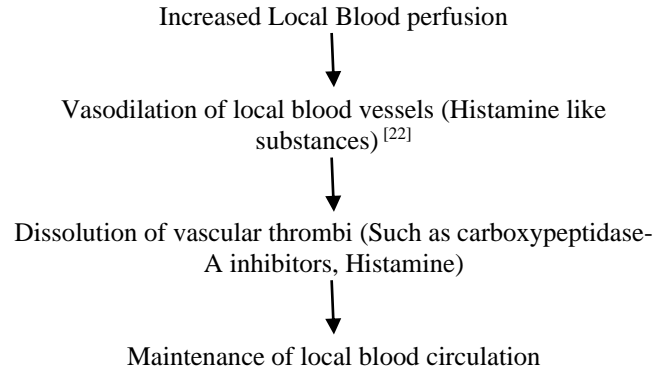 Increased Local Blood perfusion
Vasodilation of local blood vessels (Histamine like
substances) [22]
Dissolution of vascular thrombi (Such as carboxypeptidase-
A inhibitors, Histamine)
Maintenance of local blood circulation